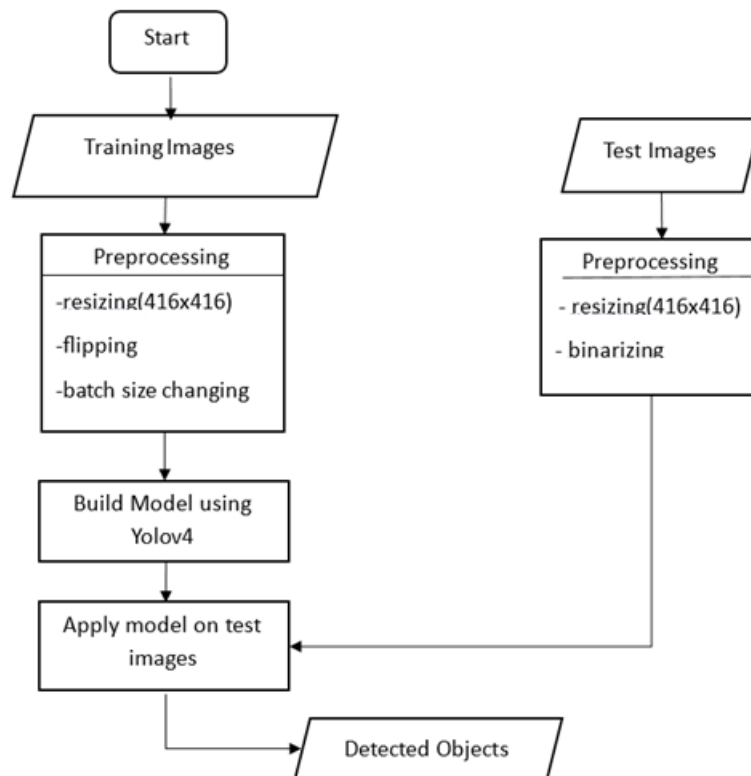 Start
Training Images
Preprocessing
-resizing(416x416)
-flipping
-batch size changing
Build Model using
Yolov4
Apply model on test
images
Test Images
Preprocessing
- resizing(416x416)
- binarizing
Detected Objects